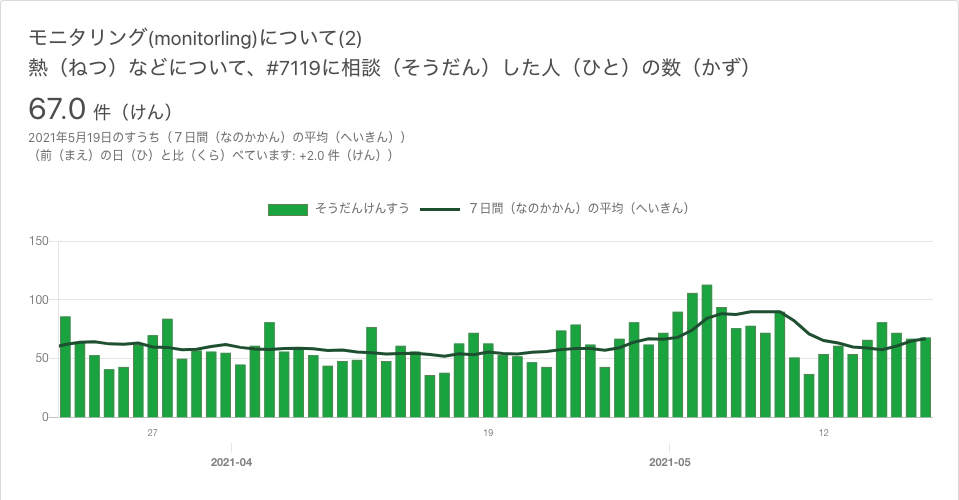 モニタリング(monitorling)について(2)
熱（ねつ）などについて、#7119に相談（そうだん）した人（ひと）の数（かず）
67.0 件（けん）
2021年5月19日のすうち（７日間（なのかかん）の平均（へいきん））
（前（まえ）の日（ひ）と比（くら）べています: +2.0 件（けん））
そうだんけんすう ７日間（なのかかん）の平均（へいきん）
150
100
50
0
27 19 12
2021-04 2021-05